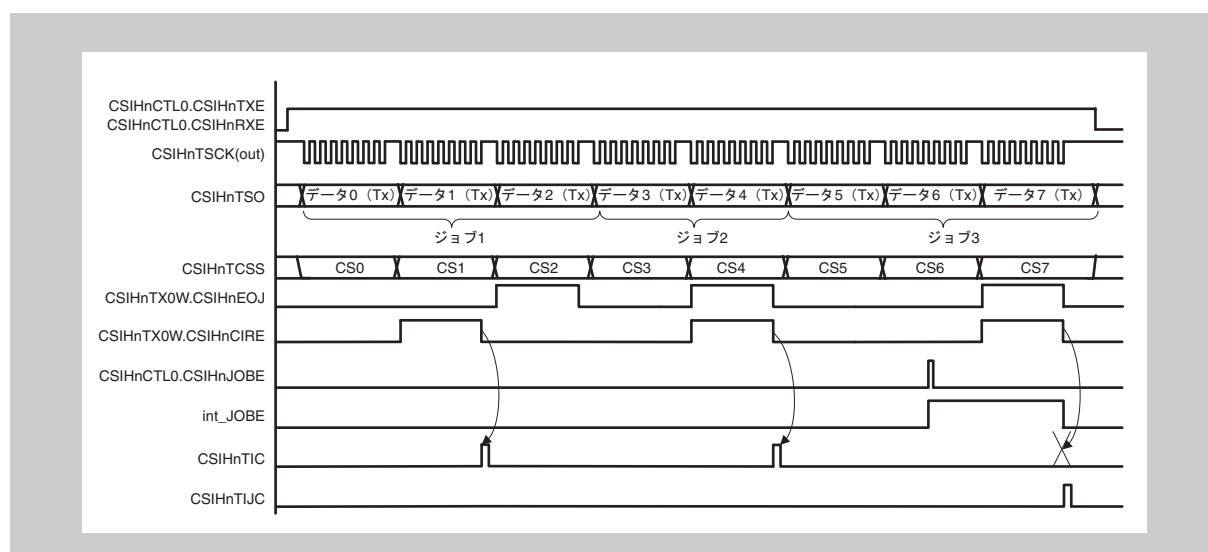 CSIHnCTL0.CSIHnTXE
CSIHnCTL0.CSIHnRXE
CSIHnTSCK(out)
CSIHnTSO データ0（Tx） データ1（Tx） データ2（Tx） データ3（Tx） データ4（Tx） データ5（Tx） データ6（Tx） データ7（Tx）
ジョブ1 ジョブ2 ジョブ3
CSIHnTCSS CS0 CS1 CS2 CS3 CS4 CS5 CS6 CS7
CSIHnTX0W.CSIHnEOJ
CSIHnTX0W.CSIHnCIRE
CSIHnCTL0.CSIHnJOBE
int_JOBE
CSIHnTIC
CSIHnTIJC